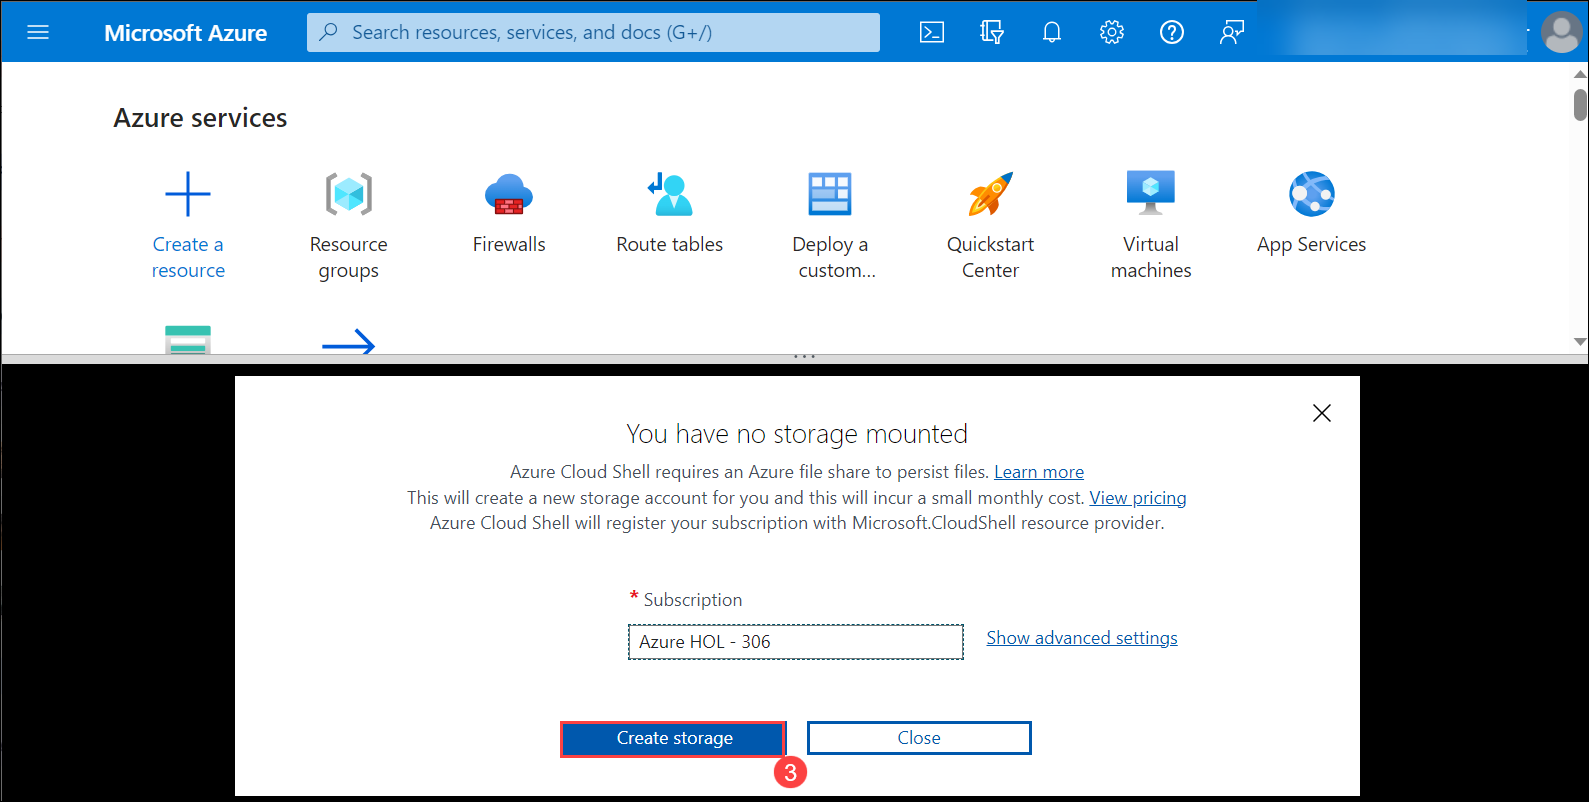 Microsoft Azure
Search resources, services, and docs (G+/)
Azure services
Create a resource
Resource groups
Firewalls
Route tables
Deploy a custom...
Quickstart Center
Virtual machines
App Services
You have no storage mounted
Azure Cloud Shell requires an Azure file share to persist files. Learn more
This will create a new storage account for you and this will incur a small monthly cost. View pricing
Azure Cloud Shell will register your subscription with Microsoft.CloudShell resource provider.
* Subscription
Azure HOL - 306
Show advanced settings
Create storage
Close
3